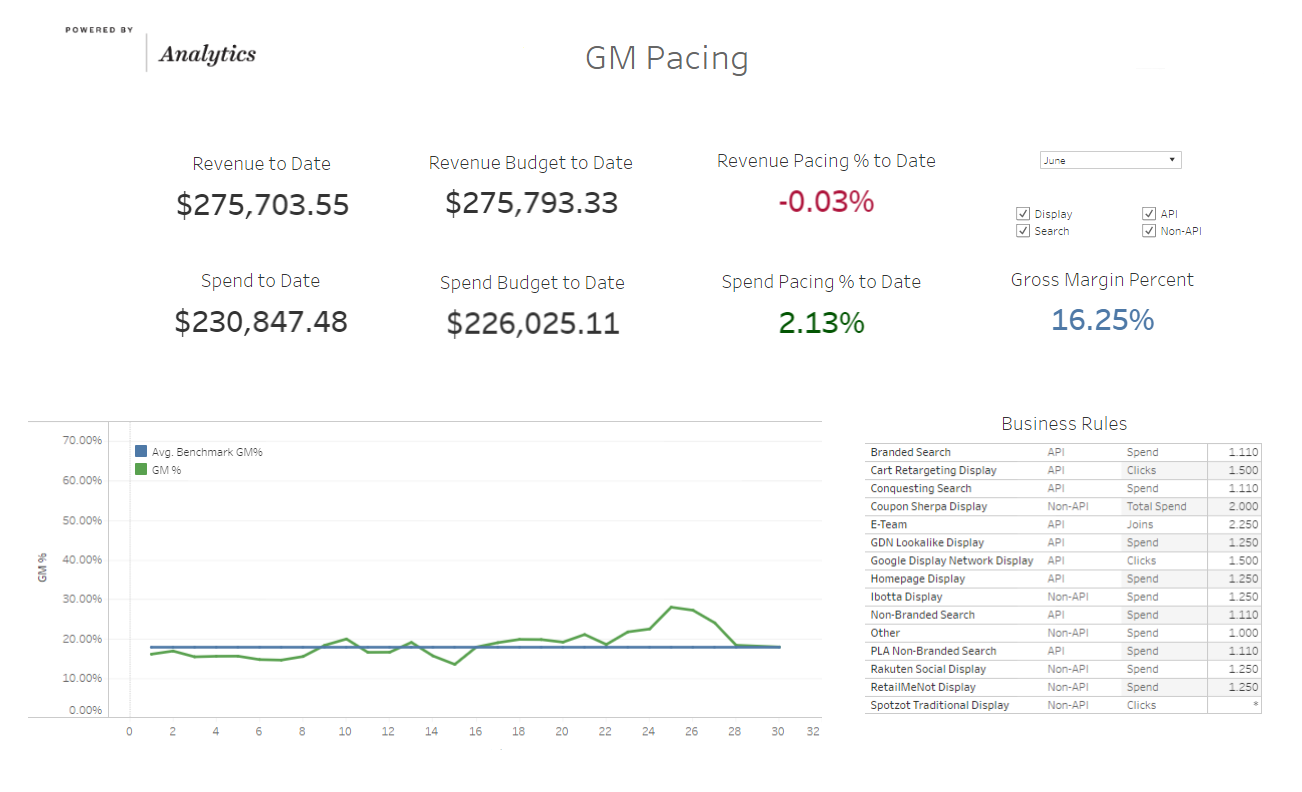 POWERED BY
Analytics
GM Pacing
Revenue to Date
$275,703.55
Revenue Budget to Date
$275,793.33
Revenue Pacing % to Date
-0.03%
June
Display
API
Search
Non-API
Spend to Date
$230,847.48
Spend Budget to Date
$226,025.11
Spend Pacing % to Date
2.13%
Gross Margin Percent
16.25%
GM %
70.00%
60.00%
50.00%
40.00%
30.00%
20.00%
10.00%
0.00%
Avg. Benchmark GM%
GM %
0 2 4 6 8 10 12 14 16 18 20 22 24 26 28 30 32
Business Rules
Branded Search API Spend 1.110
Cart Retargeting Display API Clicks 1.500
Conquesting Search API Spend 1.110
Coupon Sherpa Display Non-API Total Spend 2.000
E-Team API Joins 2.250
GDN Lookalike Display API Spend 1.250
Google Display Network Display API Clicks 1.500
Homepage Display API Spend 1.250
Ibotta Display Non-API Spend 1.250
Non-Branded Search API Spend 1.110
Other Non-API Spend 1.000
PLA Non-Branded Search API Spend 1.110
Rakuten Social Display Non-API Spend 1.250
RetailMeNot Display Non-API Spend 1.250
Spotzot Traditional Display Non-API Clicks *